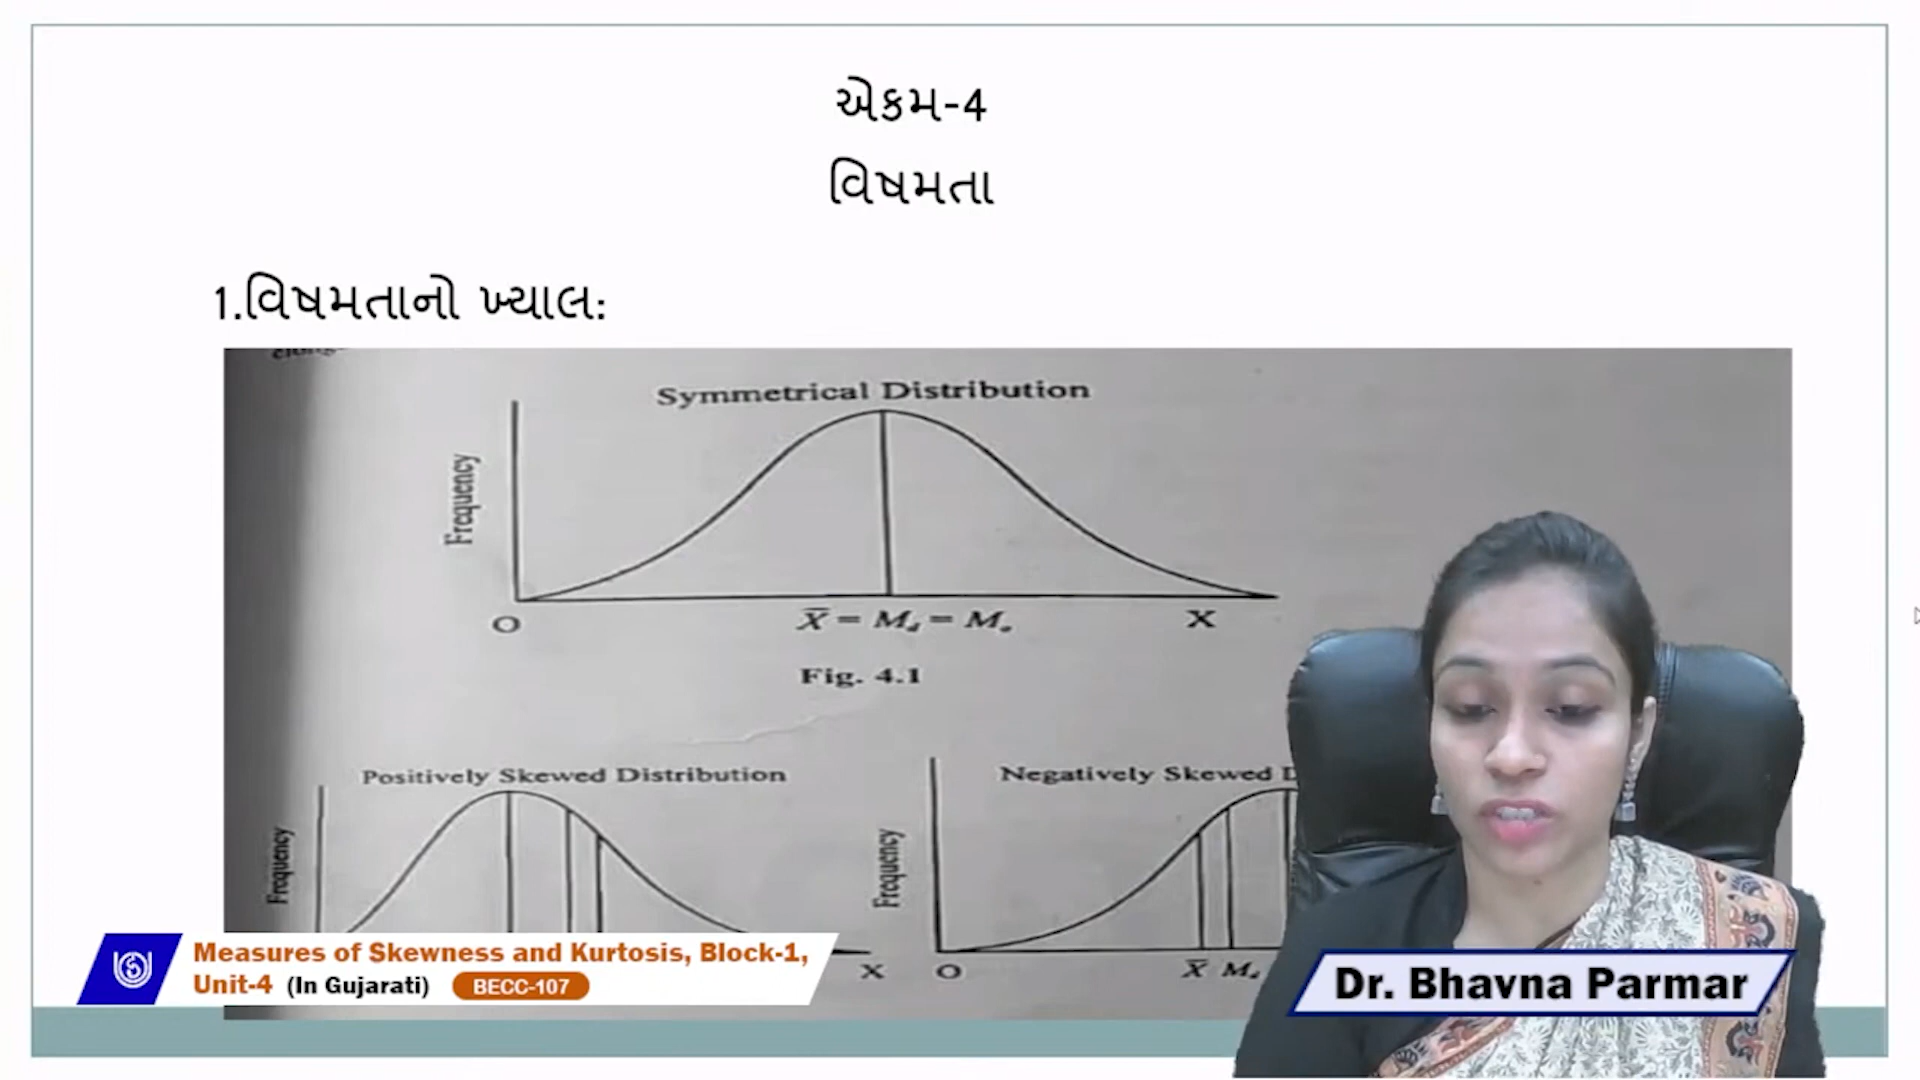 એકમ-4
વિષમતા
1.વિષમતાનો ખ્યાલ:
Symmetrical Distribution
Frequency
O
X̄ = Md = Mo
X
Fig. 4.1
Positively Skewed Distribution
Negatively Skewed
Frequency
Frequency
X
O
X̄ Md
Measures of Skewness and Kurtosis, Block-1,
Unit-4 (In Gujarati) BECC-107
Dr. Bhavna Parmar